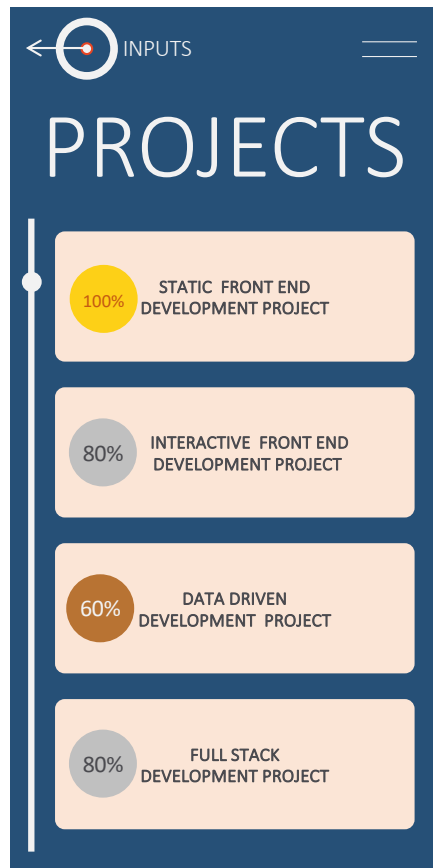 INPUTS
PROJECTS
100%
STATIC FRONT END
DEVELOPMENT PROJECT
80%
INTERACTIVE FRONT END
DEVELOPMENT PROJECT
60%
DATA DRIVEN
DEVELOPMENT PROJECT
80%
FULL STACK
DEVELOPMENT PROJECT